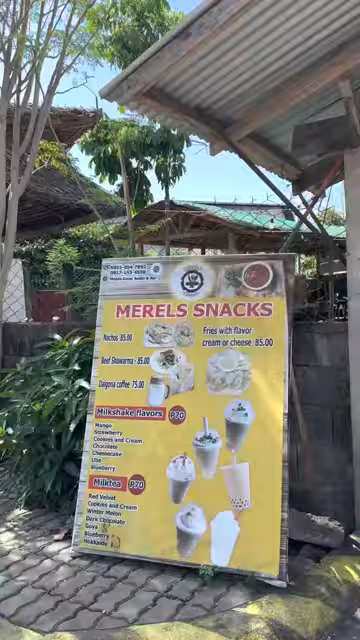 MERELS SNACKS
Nachos 85.00
Fries with flavor
cream or cheese 85.00
Beef Shawarma - 85.00
Dalgona coffee 75.00
Milkshake flavors P70
Mango
Strawberry
Cookies and Cream
Chocolate
Cheesecake
Ube
Blueberry
Milktea P70
Red Velvet
Cookies and Cream
Winter Melon
Dark Chocolate
Goya
Blueberry
Hokkaido